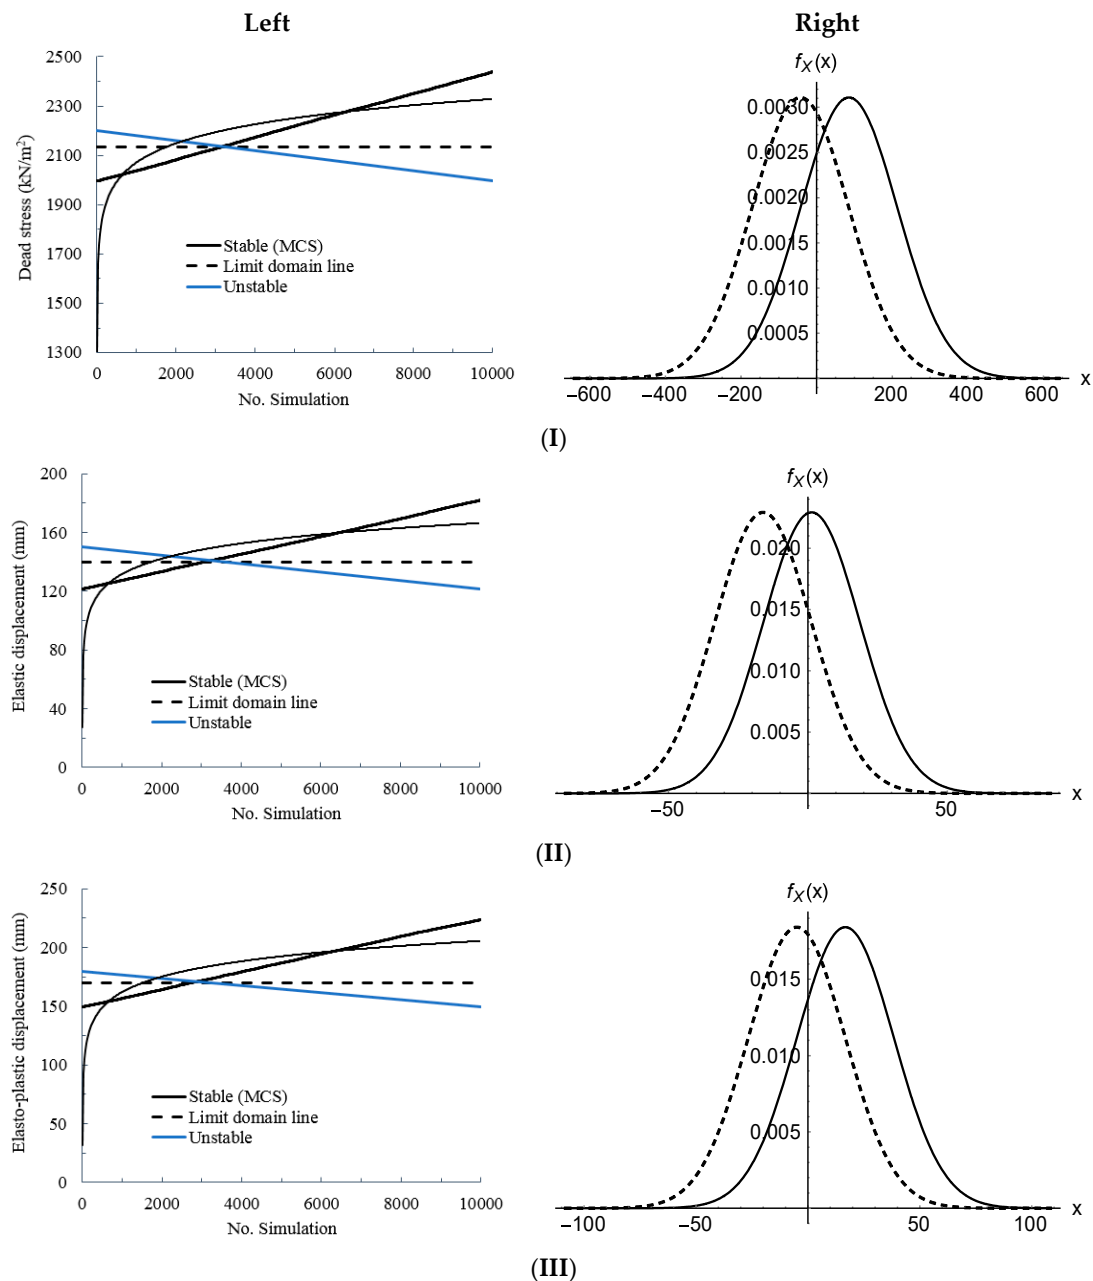 Left
Right
2500
2300
2100
1900
1700
1500
1300
Dead stress (kN/m²)
Stable (MCS)
Limit domain line
Unstable
0 2000 4000 6000 8000 10000
No. Simulation
f_X(x)
0.0030
0.0025
0.0020
0.0015
0.0010
0.0005
−600 −400 −200 200 400 600
x
(I)
200
160
120
80
40
0
Elastic displacement (mm)
Stable (MCS)
Limit domain line
Unstable
0 2000 4000 6000 8000 10000
No. Simulation
f_X(x)
0.020
0.015
0.010
0.005
−50 50
x
(II)
250
200
150
100
50
0
Elasto-plastic displacement (mm)
Stable (MCS)
Limit domain line
Unstable
0 2000 4000 6000 8000 10000
No. Simulation
f_X(x)
0.015
0.010
0.005
−100 −50 50 100
x
(III)